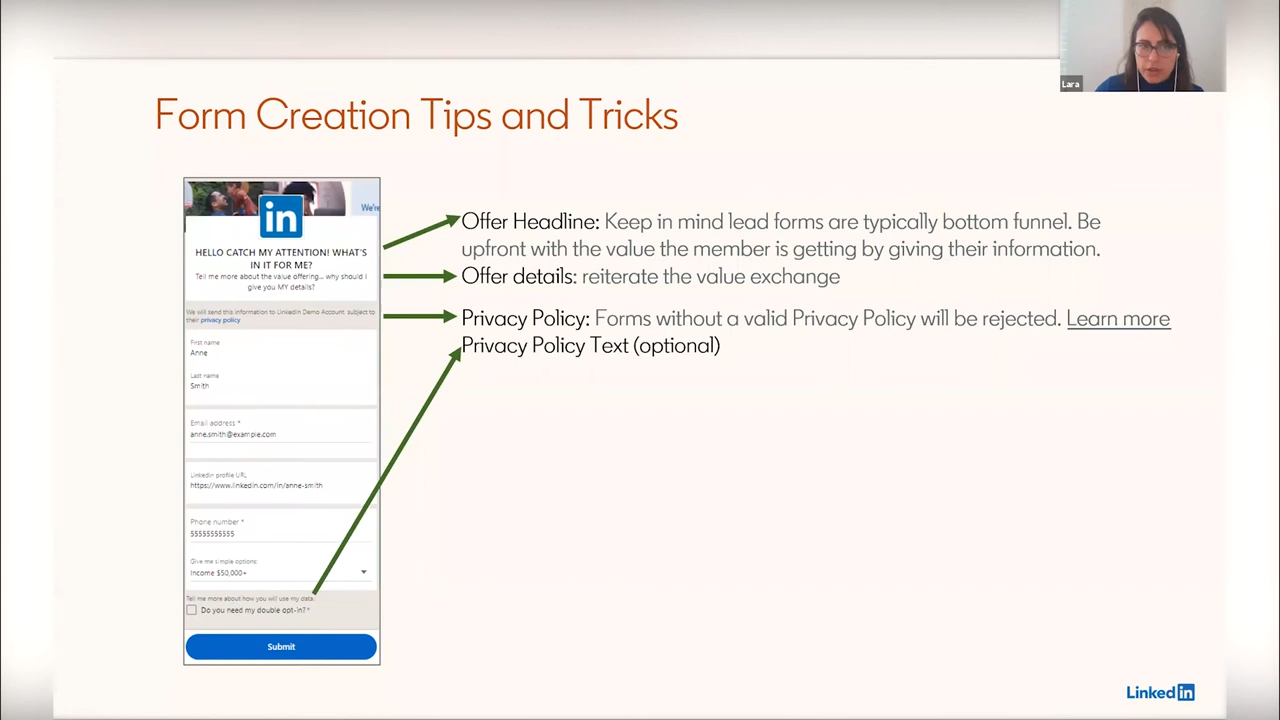 Lara
Form Creation Tips and Tricks
We're
in
HELLO CATCH MY ATTENTION! WHAT'S
IN IT FOR ME?
Tell me more about the value offering... why should I
give you MY details?
We will send this information to LinkedIn Demo Account, subject to
their privacy policy
First name
Anne
Last name
Smith
Email address *
anne.smith@example.com
LinkedIn profile URL
https://www.linkedin.com/in/anne-smith
Phone number *
55555555555
Give me simple options:
Income $50,000+
Tell me more about how you will use my data.
Do you need my double opt-in? *
Submit
Offer Headline: Keep in mind lead forms are typically bottom funnel. Be
upfront with the value the member is getting by giving their information.
Offer details: reiterate the value exchange
Privacy Policy: Forms without a valid Privacy Policy will be rejected. Learn more
Privacy Policy Text (optional)
Linked in